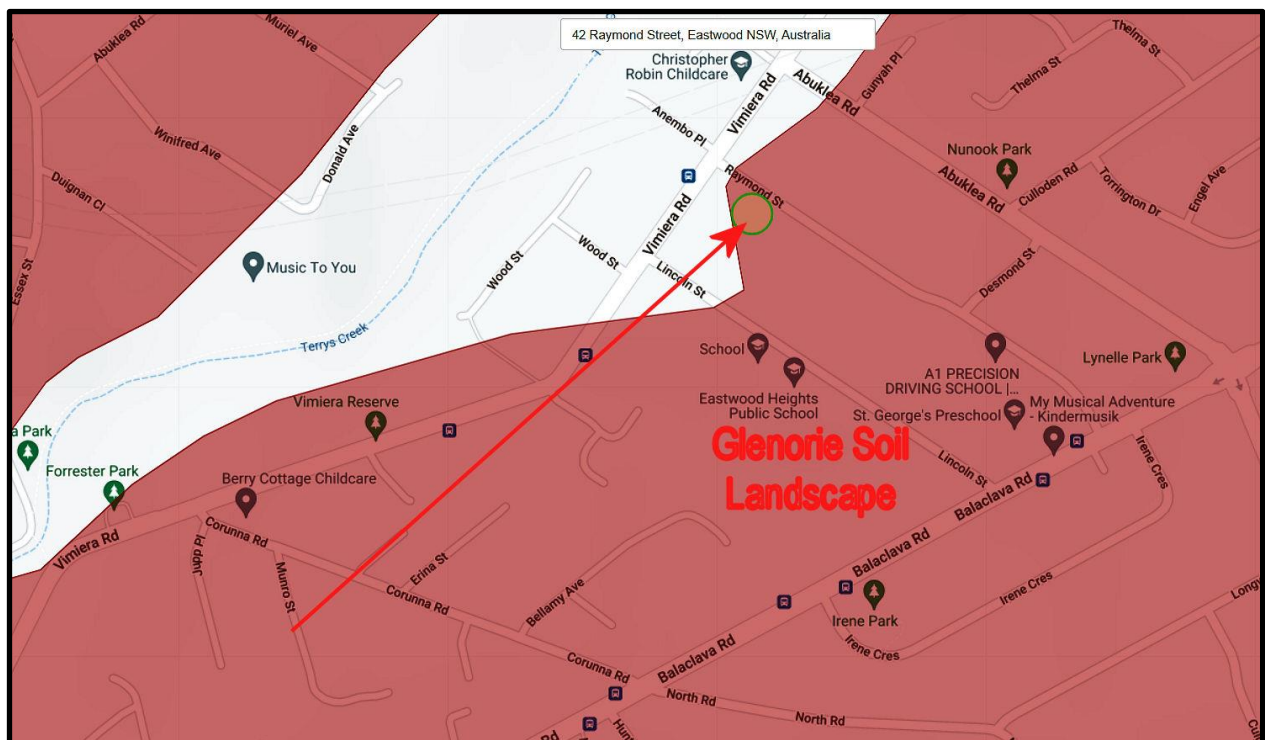 42 Raymond Street, Eastwood NSW, Australia
Abuklea Rd
Muriel Ave
Winifred Ave
Duignan Cl
Essex St
Donald Ave
Music To You
Terrys Creek
Christopher
Robin Childcare
Vimiera Rd
Abuklea Rd
Gunyah Pl
Thelma St
Thelma St
Anembo Pl
Raymond St
Nunook Park
Abuklea Rd
Culloden Rd
Torrington Dr
Engel Ave
Vimiera Rd
Wood St
Wood St
Lincoln St
Desmond St
School
Eastwood Heights
Public School
A1 PRECISION
DRIVING SCHOOL |...
Lynelle Park
St. George's Preschool
My Musical Adventure
- Kindermusik
Vimiera Reserve
a Park
Forrester Park
Berry Cottage Childcare
Glenorie Soil
Landscape
Lincoln St
Balaclava Rd
Irene Cres
Vimiera Rd
Corunna Rd
Jupp Pl
Munro St
Erina St
Corunna Rd
Bellamy Ave
Balaclava Rd
Irene Park
Irene Cres
Irene Cres
Corunna Rd
Balaclava Rd
North Rd
North Rd
Rd